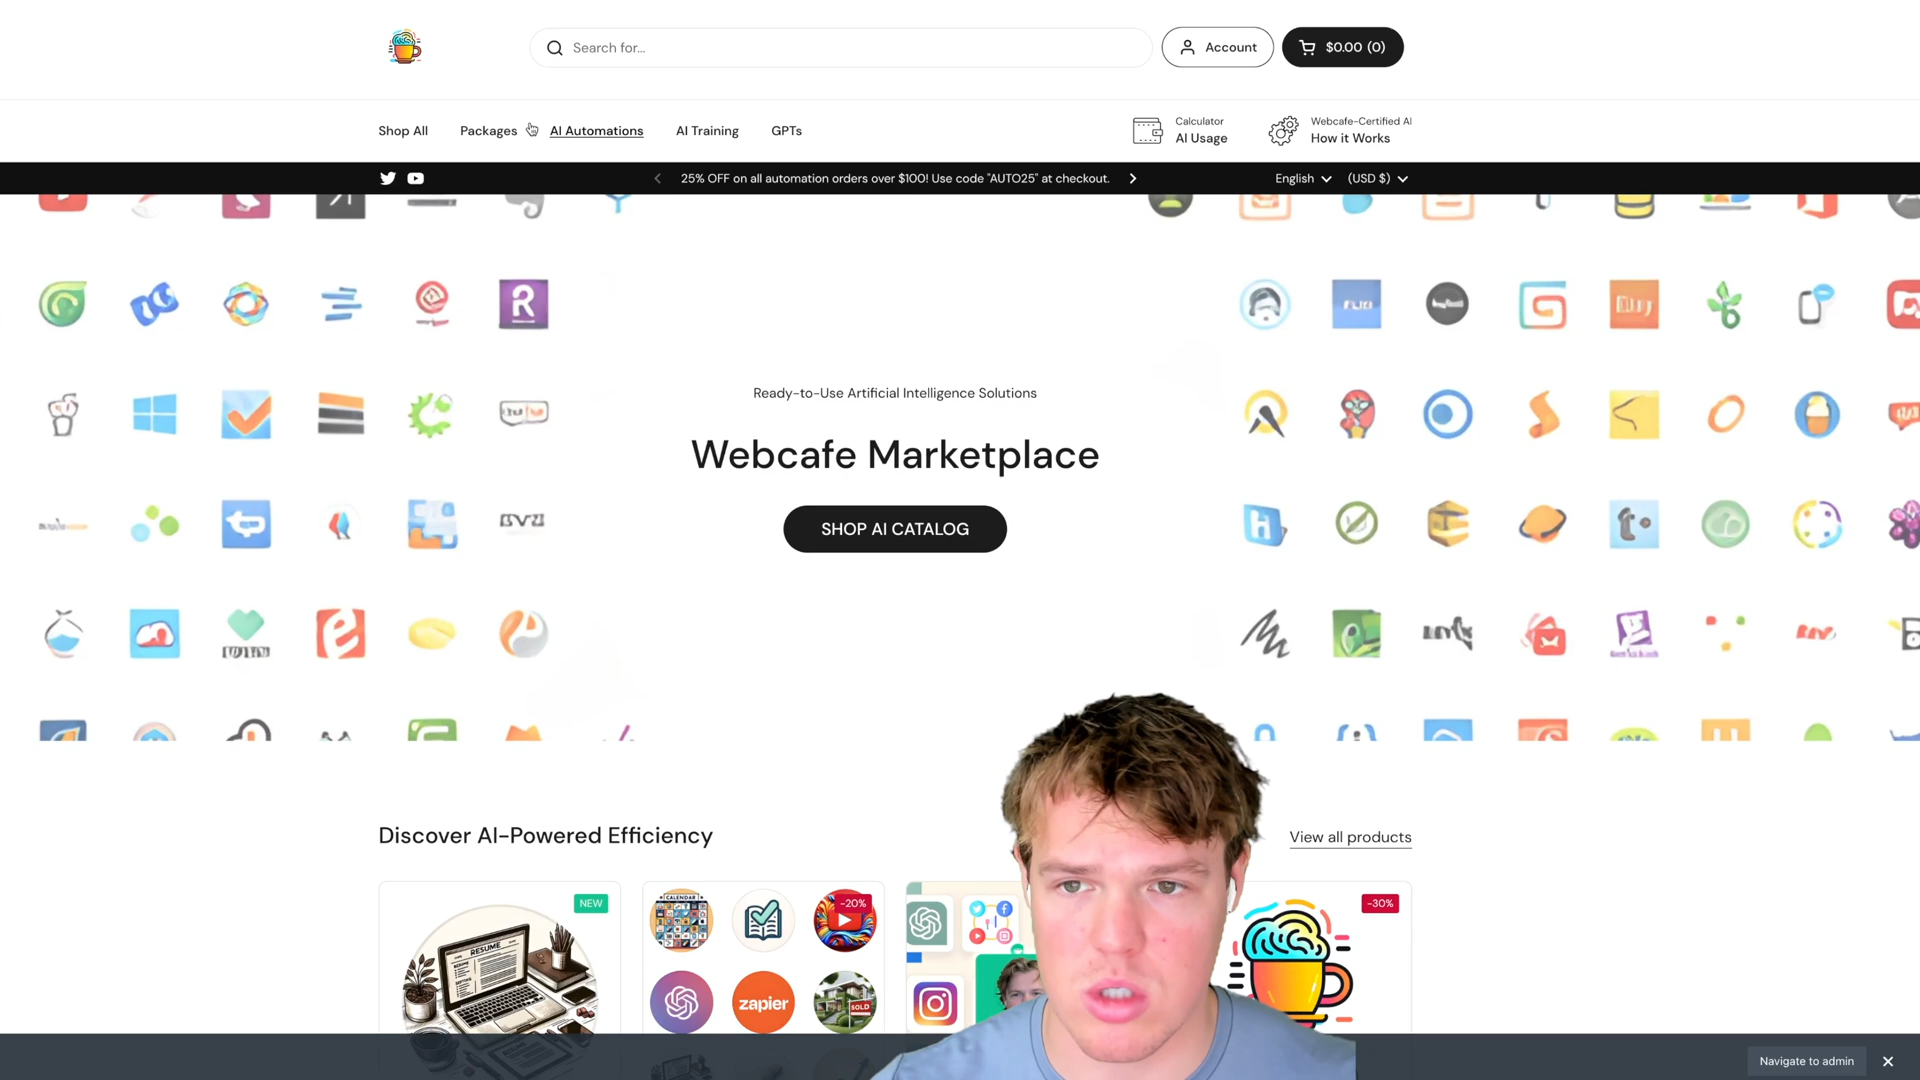 Search for...
Account
$0.00 (0)
Shop All
Packages
AI Automations
AI Training
GPTs
Calculator
AI Usage
Webcafe-Certified AI
How it Works
25% OFF on all automation orders over $100! Use code "AUTO25" at checkout.
English
(USD $)
R
Ready-to-Use Artificial Intelligence Solutions
Webcafe Marketplace
SHOP AI CATALOG
Discover AI-Powered Efficiency
View all products
NEW
CALENDAR
-20%
-30%
RESUME
zapier
SOLD
Navigate to admin